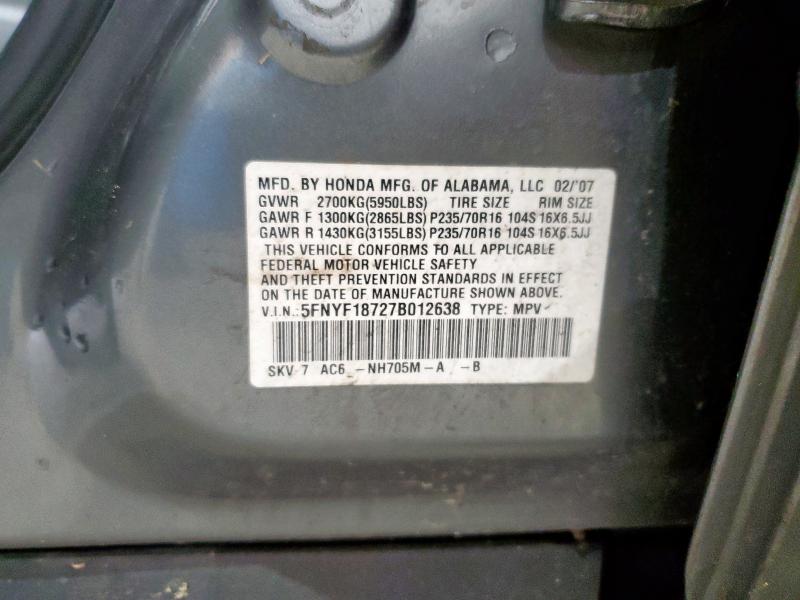 MFD. BY HONDA MFG. OF ALABAMA, LLC 02/'07
GVWR 2700KG(5950LBS) TIRE SIZE RIM SIZE
GAWR F 1300KG(2865LBS) P235/70R16 104S 16X6.5JJ
GAWR R 1430KG(3155LBS) P235/70R16 104S 16X6.5JJ
THIS VEHICLE CONFORMS TO ALL APPLICABLE
FEDERAL MOTOR VEHICLE SAFETY
AND THEFT PREVENTION STANDARDS IN EFFECT
ON THE DATE OF MANUFACTURE SHOWN ABOVE.
V.I.N.: 5FNYF18727B012638 TYPE: MPV
SKV 7 AC6 -NH705M-A -B